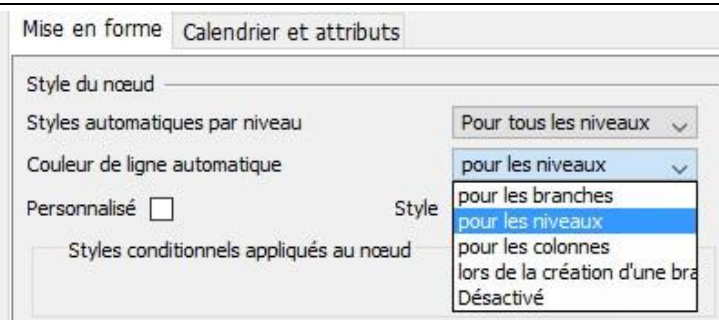 Mise en forme Calendrier et attributs
Style du nœud
Styles automatiques par niveau Pour tous les niveaux
Couleur de ligne automatique pour les niveaux
Personnalisé Style
pour les branches
pour les niveaux
pour les colonnes
lors de la création d'une bra
Désactivé
Styles conditionnels appliqués au nœud